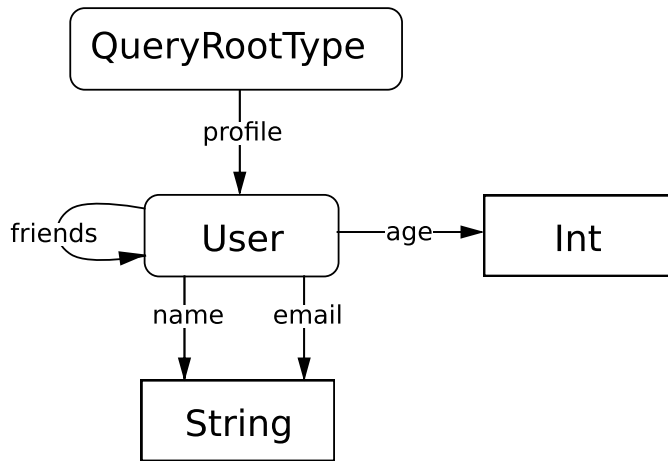 QueryRootType
profile
friends
User
age
Int
name
email
String